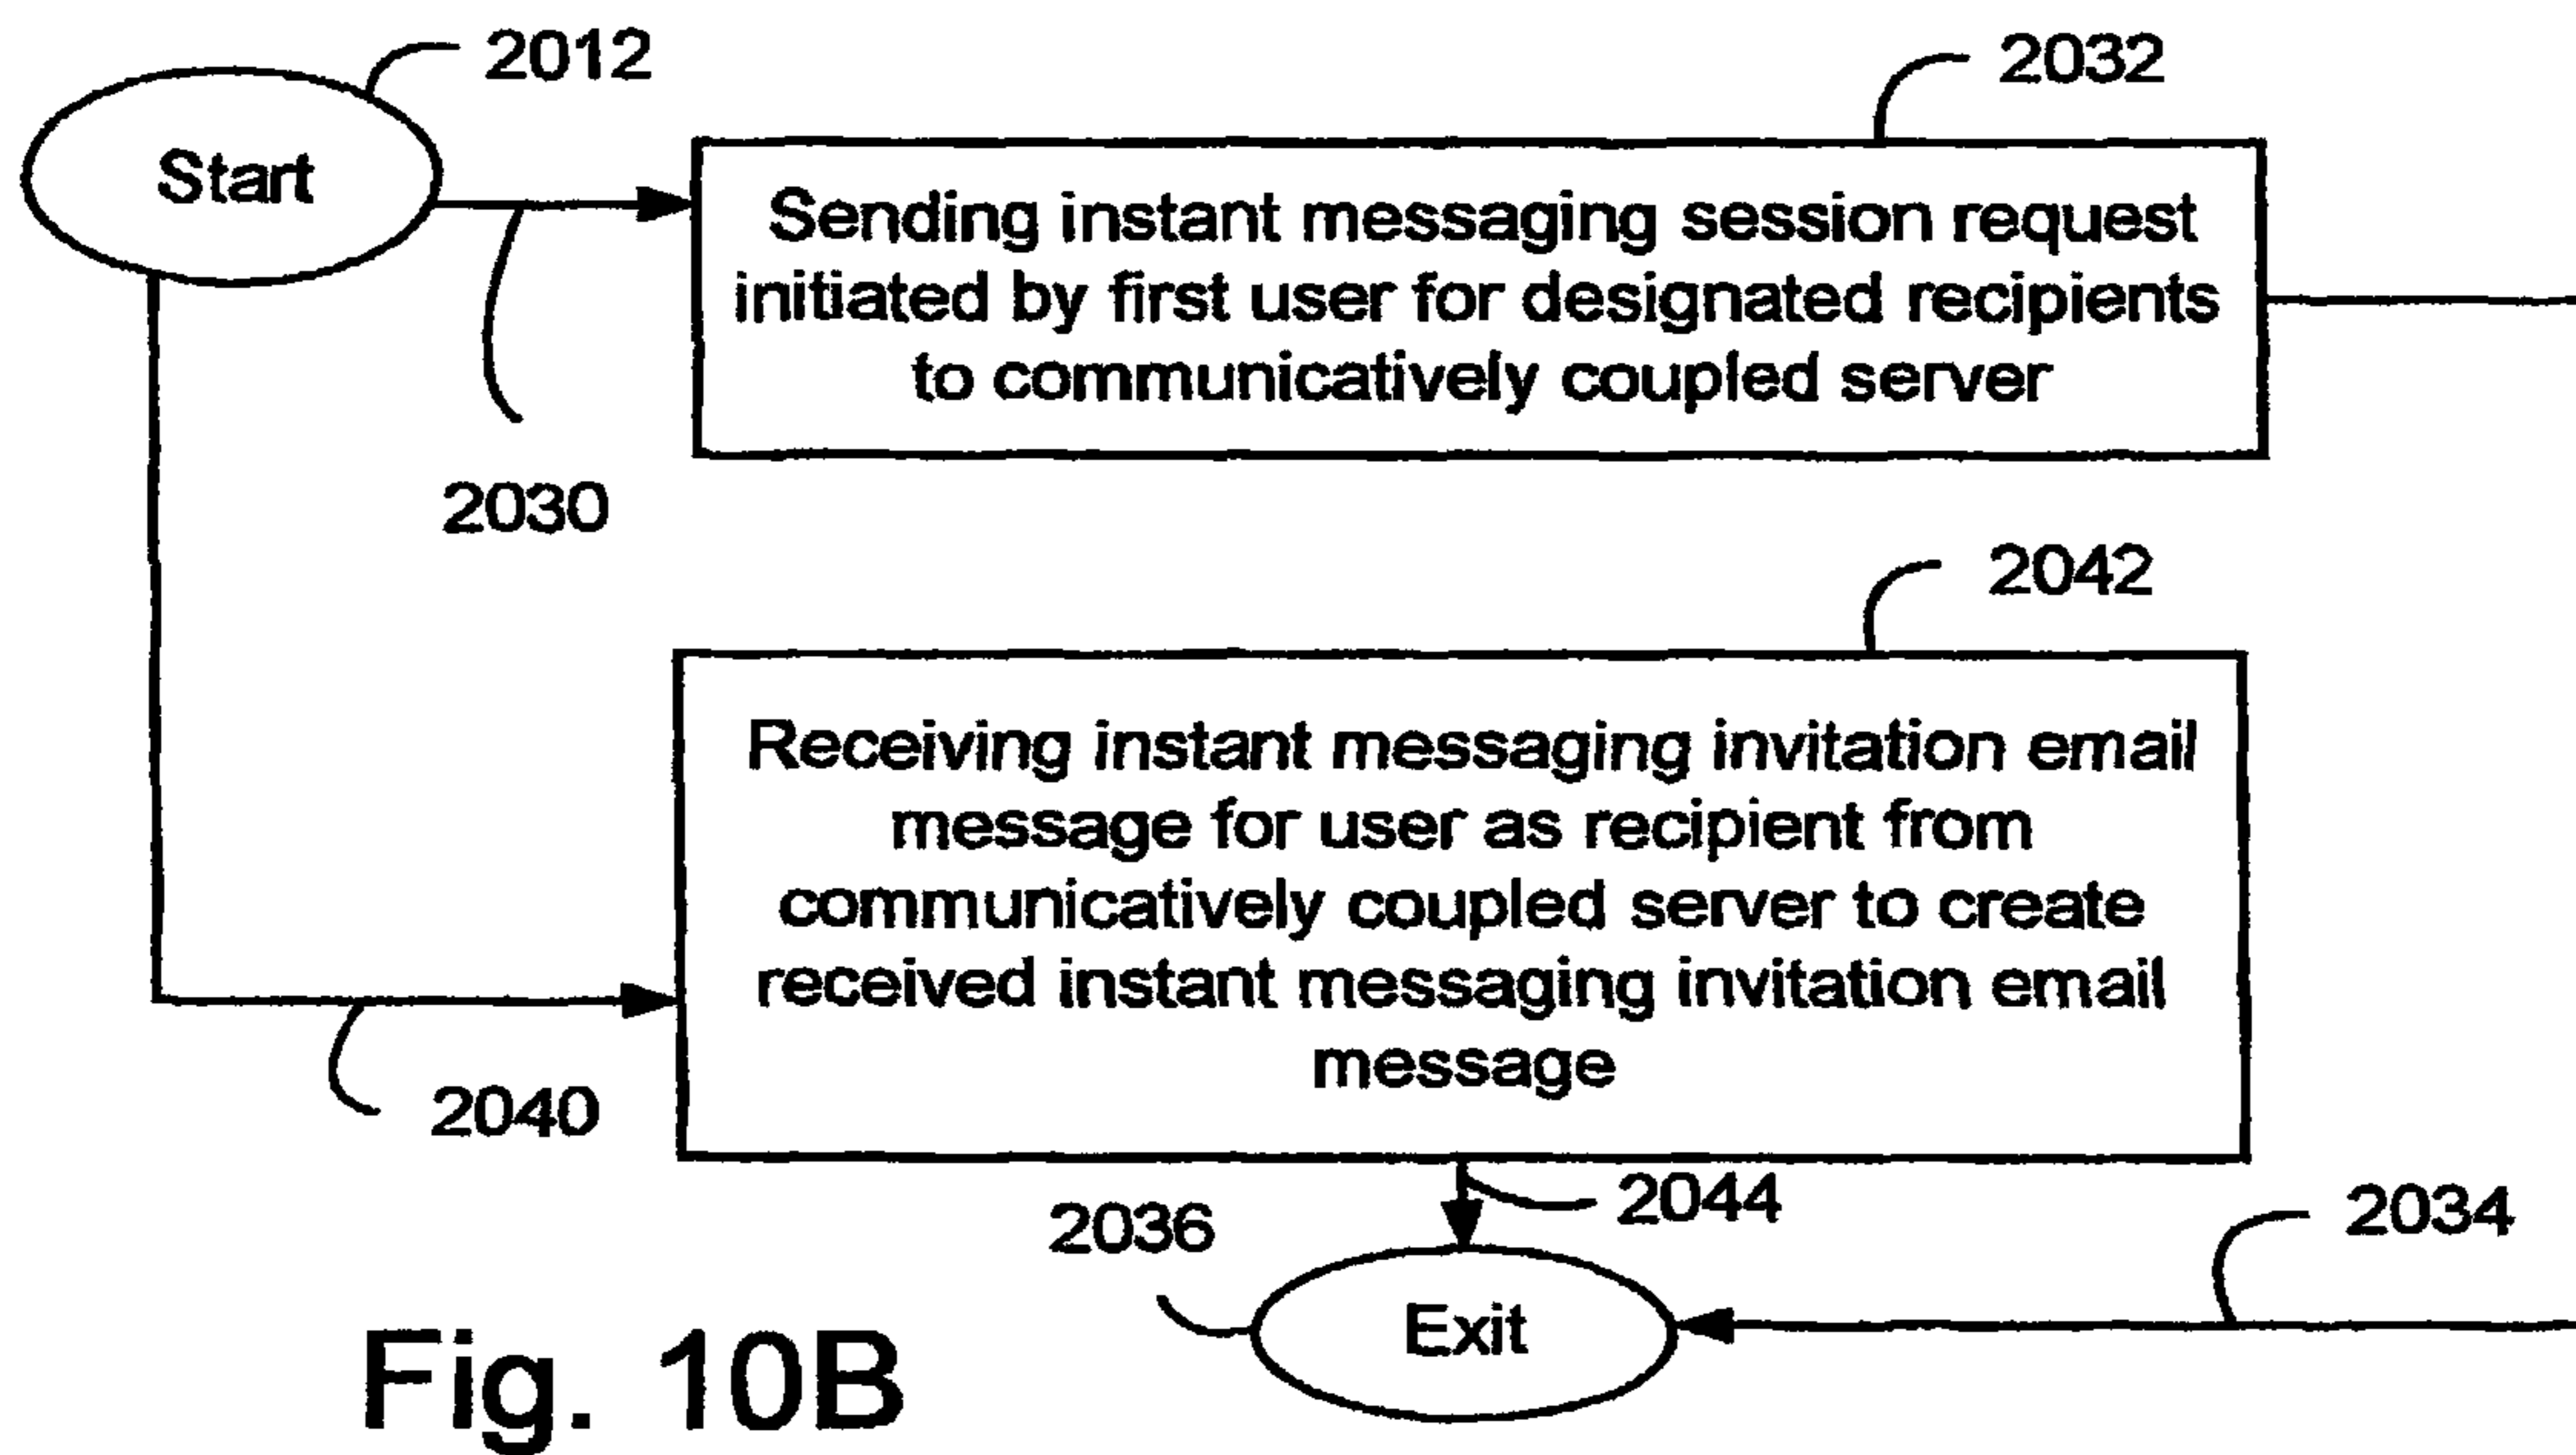 2012
Start
2032
Sending instant messaging session request
initiated by first user for designated recipients
to communicatively coupled server
2030
2042
Receiving instant messaging invitation email
message for user as recipient from
communicatively coupled server to create
received instant messaging invitation email
message
2040
2044
2036
2034
Exit
Fig. 10B